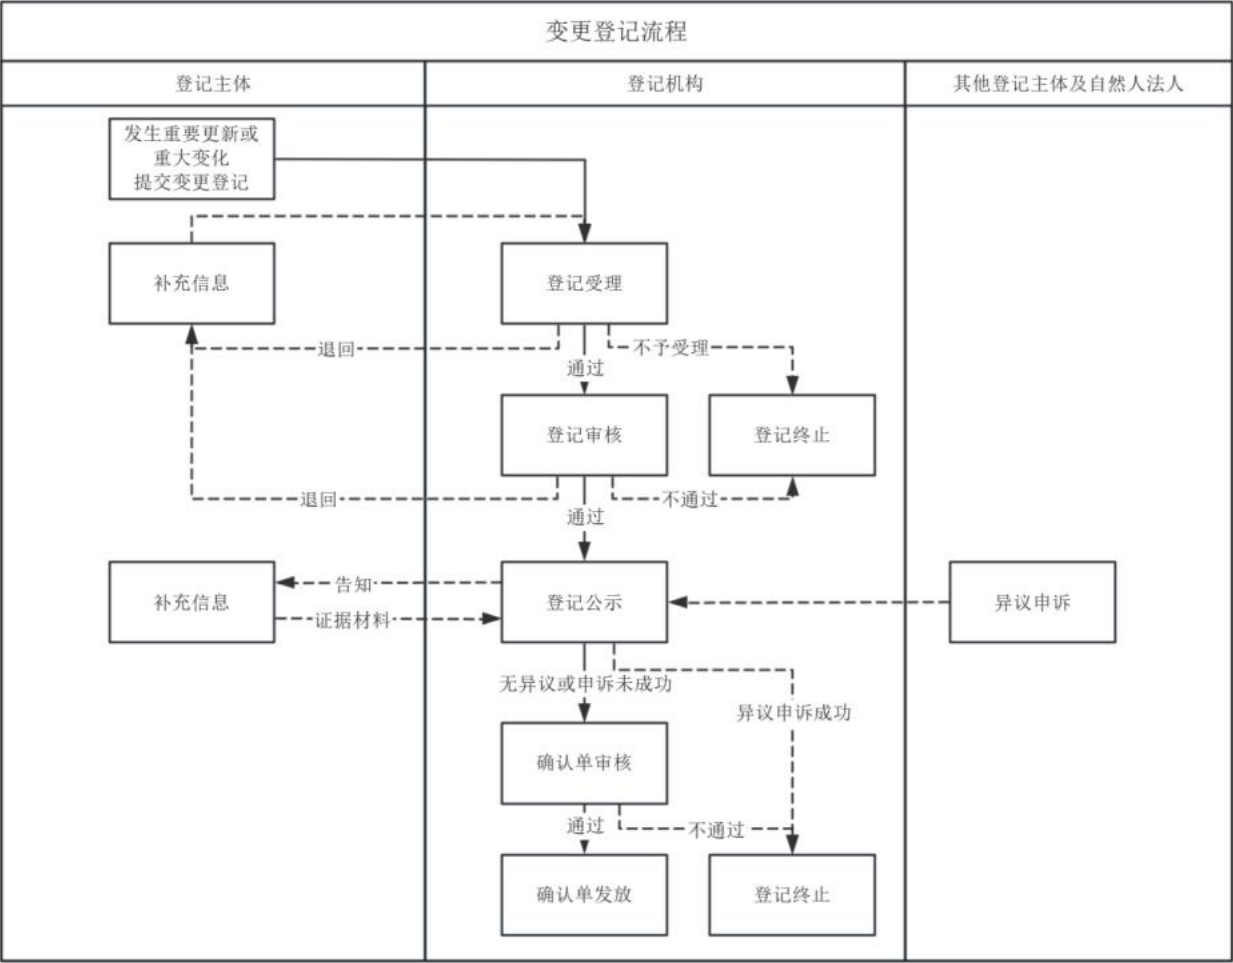 变更登记流程
登记主体
登记机构
其他登记主体及自然人法人
发生重要更新或
重大变化
提交变更登记
补充信息
登记受理
退回
不予受理
通过
登记审核
登记终止
退回
不通过
通过
告知
补充信息
登记公示
异议申诉
证据材料
无异议或申诉未成功
异议申诉成功
确认单审核
通过
不通过
确认单发放
登记终止